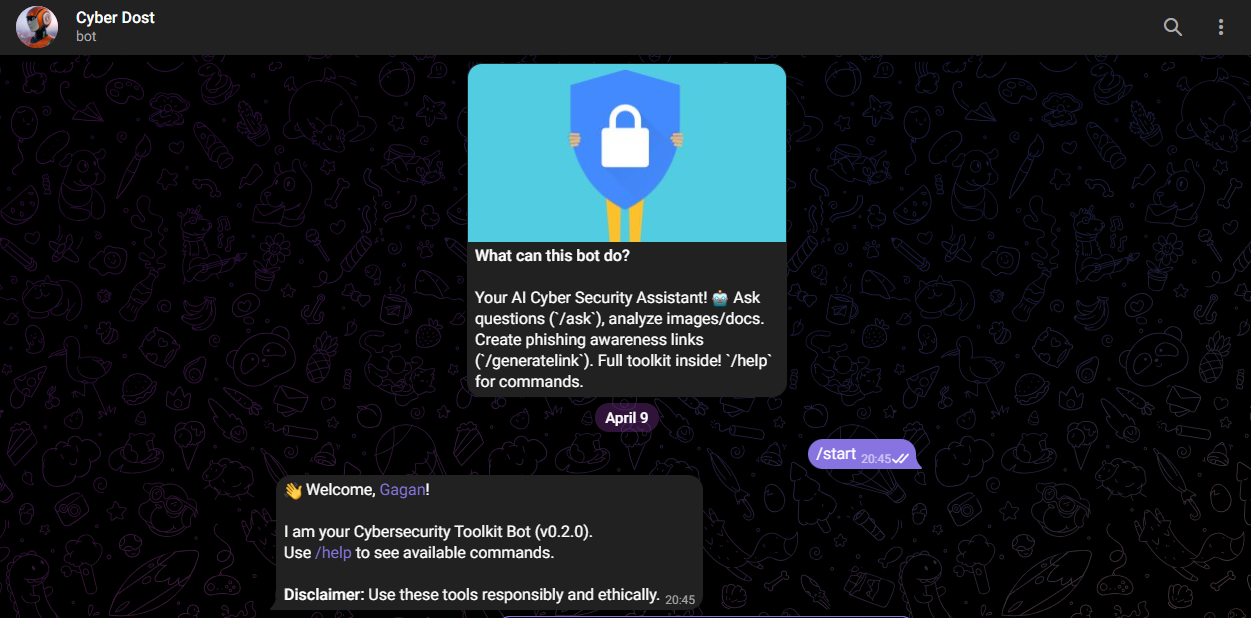 Cyber Dost
bot
What can this bot do?
Your AI Cyber Security Assistant! 🤖 Ask
questions (`/ask`), analyze images/docs.
Create phishing awareness links
(`/generatelink`). Full toolkit inside! `/help`
for commands.
April 9
/start 20:45
👋 Welcome, Gagan!
I am your Cybersecurity Toolkit Bot (v0.2.0).
Use /help to see available commands.
Disclaimer: Use these tools responsibly and ethically. 20:45